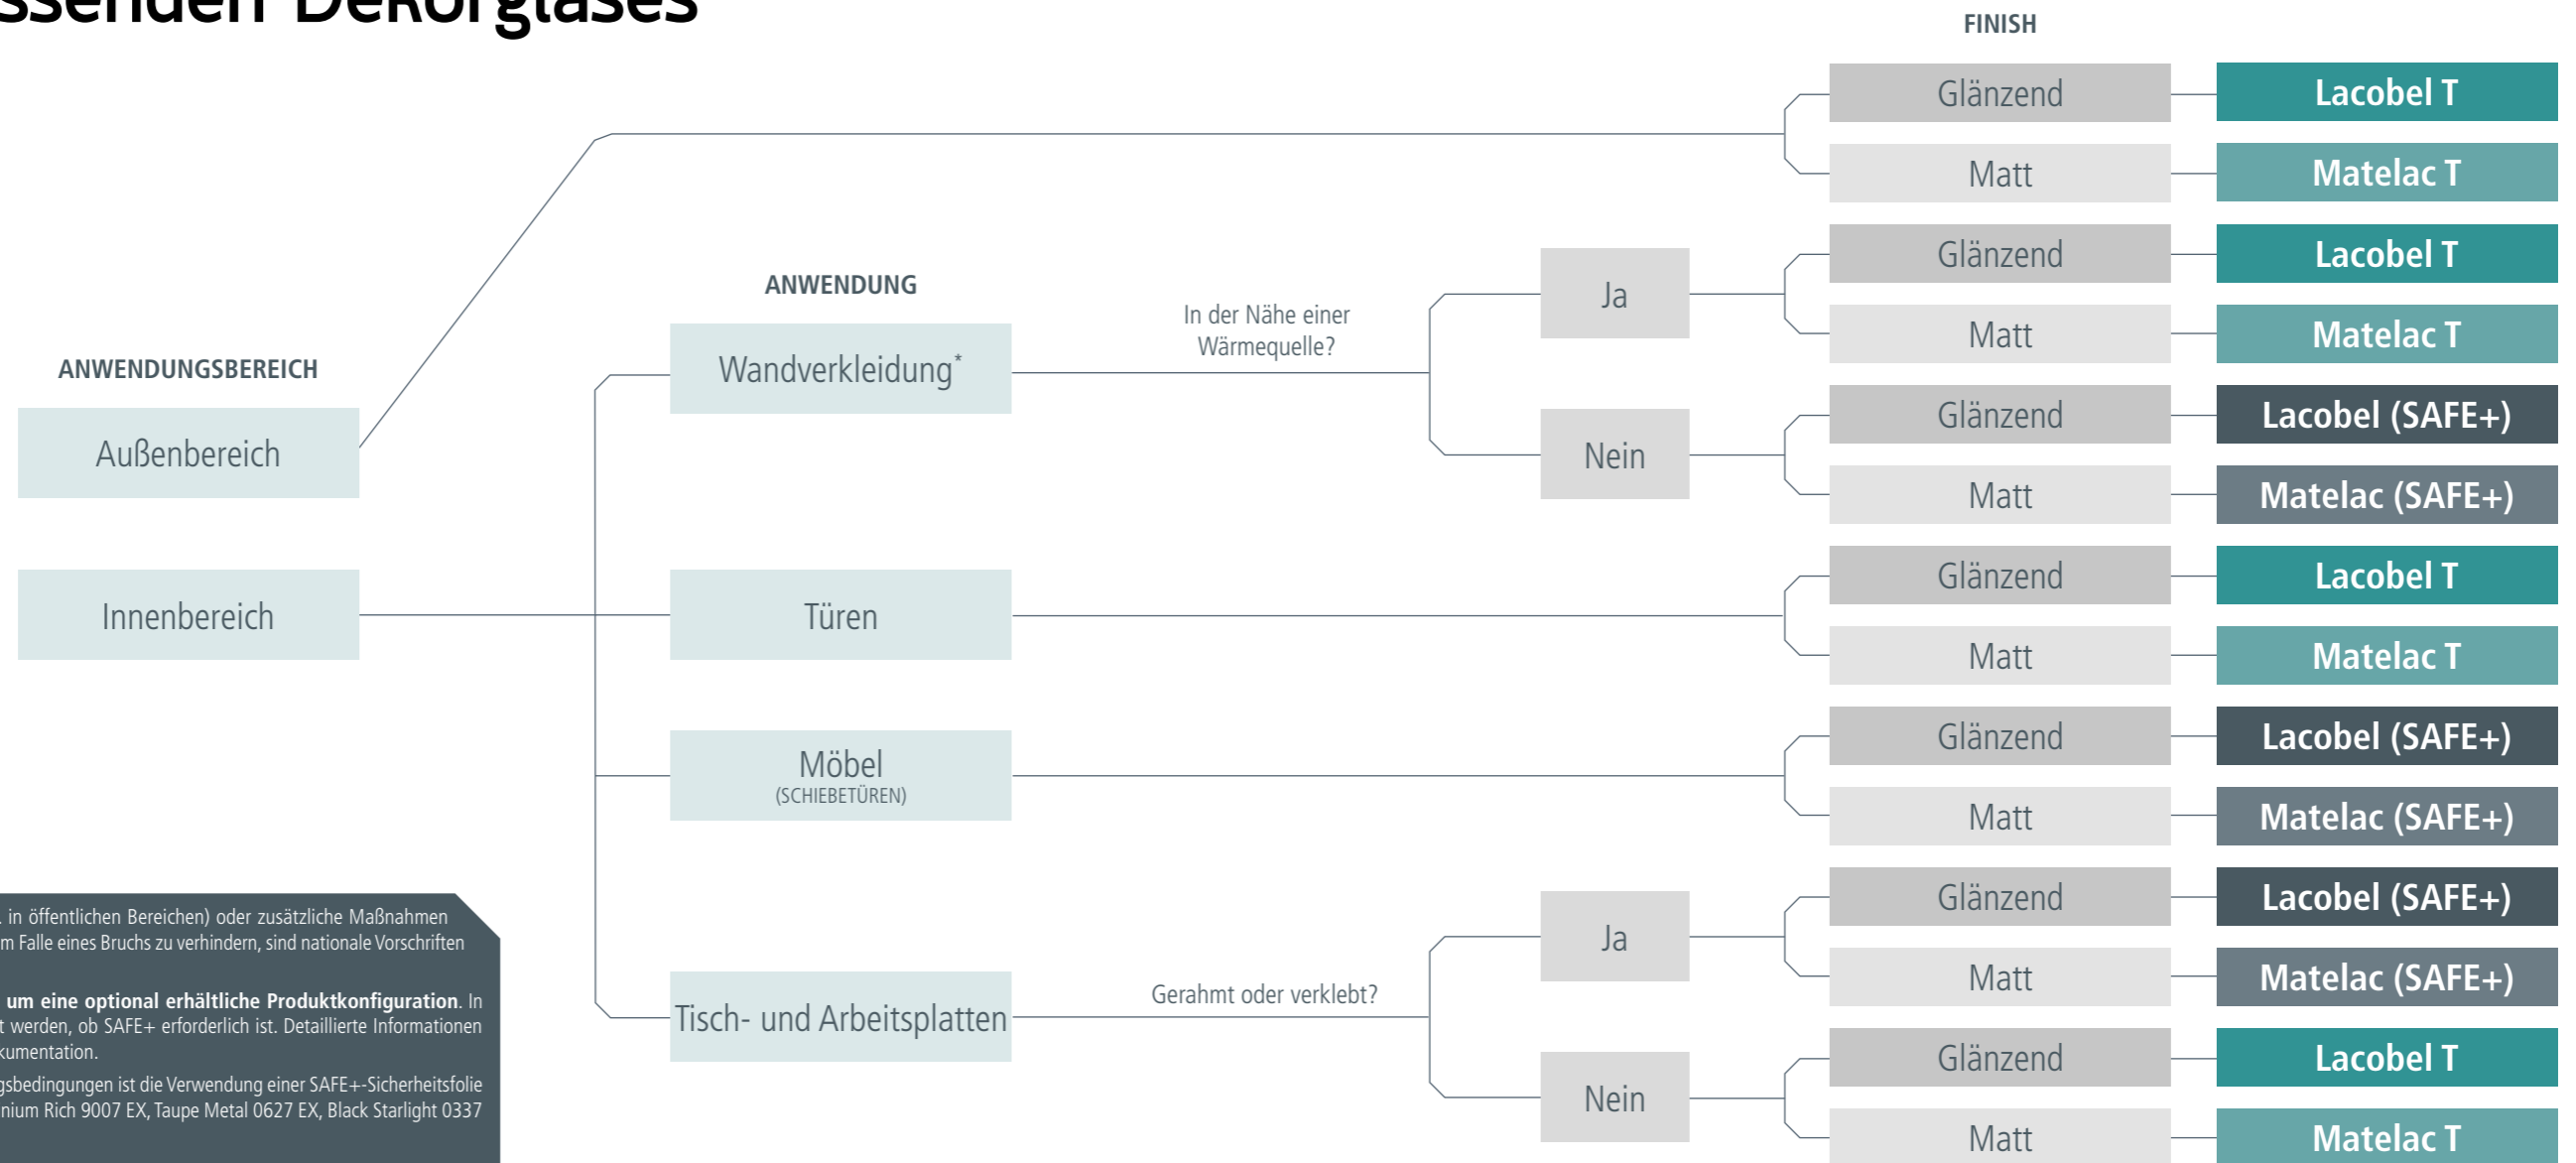 ssenden Dekorglases
FINISH
Glänzend
Lacobel T
Matt
Matelac T
Glänzend
Lacobel T
ANWENDUNG
Ja
In der Nähe einer
Wärmequelle?
Matt
Matelac T
Wandverkleidung*
ANWENDUNGSBEREICH
Glänzend
Lacobel (SAFE+)
Außenbereich
Nein
Matt
Matelac (SAFE+)
Glänzend
Lacobel T
Innenbereich
Türen
Matt
Matelac T
Glänzend
Lacobel (SAFE+)
Möbel
(SCHIEBETÜREN)
Matt
Matelac (SAFE+)
Glänzend
Lacobel (SAFE+)
Ja
Matt
Matelac (SAFE+)
Gerahmt oder verklebt?
Tisch- und Arbeitsplatten
Glänzend
Lacobel T
Nein
Matt
Matelac T
. in öffentlichen Bereichen) oder zusätzliche Maßnahmen
m Falle eines Bruchs zu verhindern, sind nationale Vorschriften
um eine optional erhältliche Produktkonfiguration. In
t werden, ob SAFE+ erforderlich ist. Detaillierte Informationen
kumentation.
gsbedingungen ist die Verwendung einer SAFE+-Sicherheitsfolie
nium Rich 9007 EX, Taupe Metal 0627 EX, Black Starlight 0337